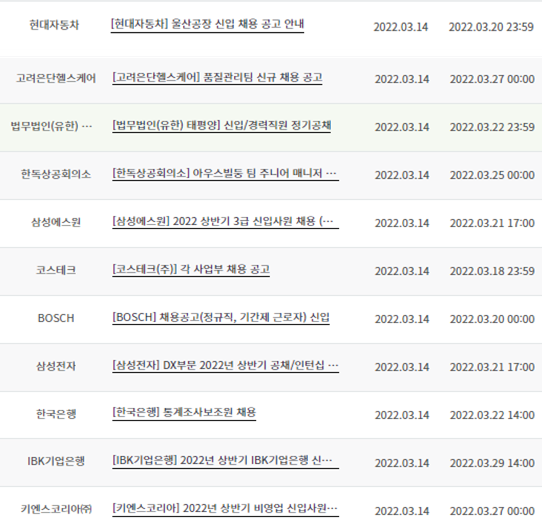 현대자동차 [현대자동차] 울산공장 신입 채용 공고 안내 2022.03.14 2022.03.20 23:59
고려은단헬스케어 [고려은단헬스케어] 품질관리팀 신규 채용 공고 2022.03.14 2022.03.27 00:00
법무법인(유한) ⋯ [법무법인(유한) 태평양] 신입/경력직원 정기공채 2022.03.14 2022.03.22 23:59
한독상공회의소 [한독상공회의소] 아우스빌둥 팀 주니어 매니저 ⋯ 2022.03.14 2022.03.25 00:00
삼성에스원 [삼성에스원] 2022 상반기 3급 신입사원 채용 (⋯ 2022.03.14 2022.03.21 17:00
코스테크 [코스테크(주)] 각 사업부 채용 공고 2022.03.14 2022.03.18 23:59
BOSCH [BOSCH] 채용공고(정규직, 기간제 근로자) 신입 2022.03.14 2022.03.20 00:00
삼성전자 [삼성전자] DX부문 2022년 상반기 공채/인턴십 ⋯ 2022.03.14 2022.03.21 17:00
한국은행 [한국은행] 통계조사보조원 채용 2022.03.14 2022.03.22 14:00
IBK기업은행 [IBK기업은행] 2022년 상반기 IBK기업은행 신⋯ 2022.03.14 2022.03.29 14:00
키엔스코리아㈜ [키엔스코리아] 2022년 상반기 비영업 신입사원⋯ 2022.03.14 2022.03.27 00:00